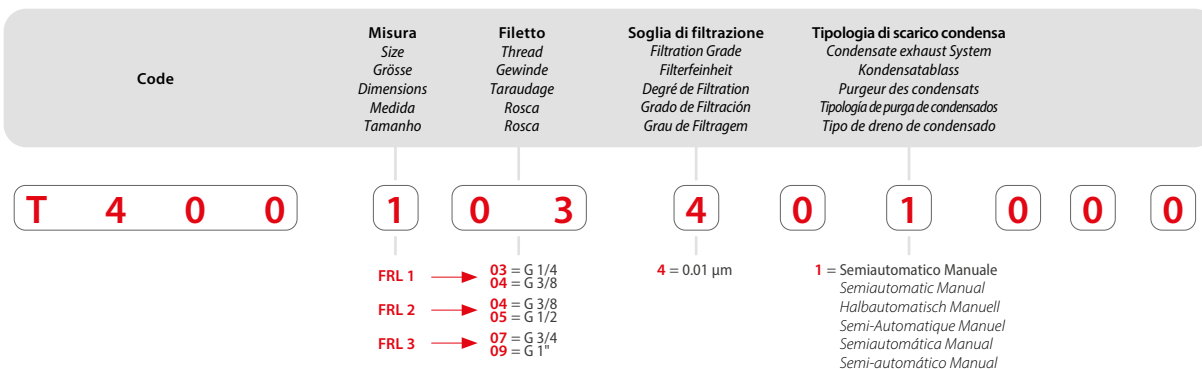 Code
Misura
Size
Grösse
Dimensions
Medida
Tamanho
Filetto
Thread
Gewinde
Taraudage
Rosca
Rosca
Soglia di filtrazione
Filtration Grade
Filterfeinheit
Degré de Filtration
Grado de Filtración
Grau de Filtragem
Tipologia di scarico condensa
Condensate exhaust System
Kondensatablass
Purgeur des condensats
Tipología de purga de condensados
Tipo de dreno de condensado
T 4 0 0 1 0 3 4 0 1 0 0 0
FRL 1
03 = G 1/4
04 = G 3/8
FRL 2
04 = G 3/8
05 = G 1/2
FRL 3
07 = G 3/4
09 = G 1"
4 = 0.01 µm
1 = Semiautomatico Manuale
Semiautomatic Manual
Halbautomatisch Manuell
Semi-Automatique Manuel
Semiautomática Manual
Semi-automático Manual